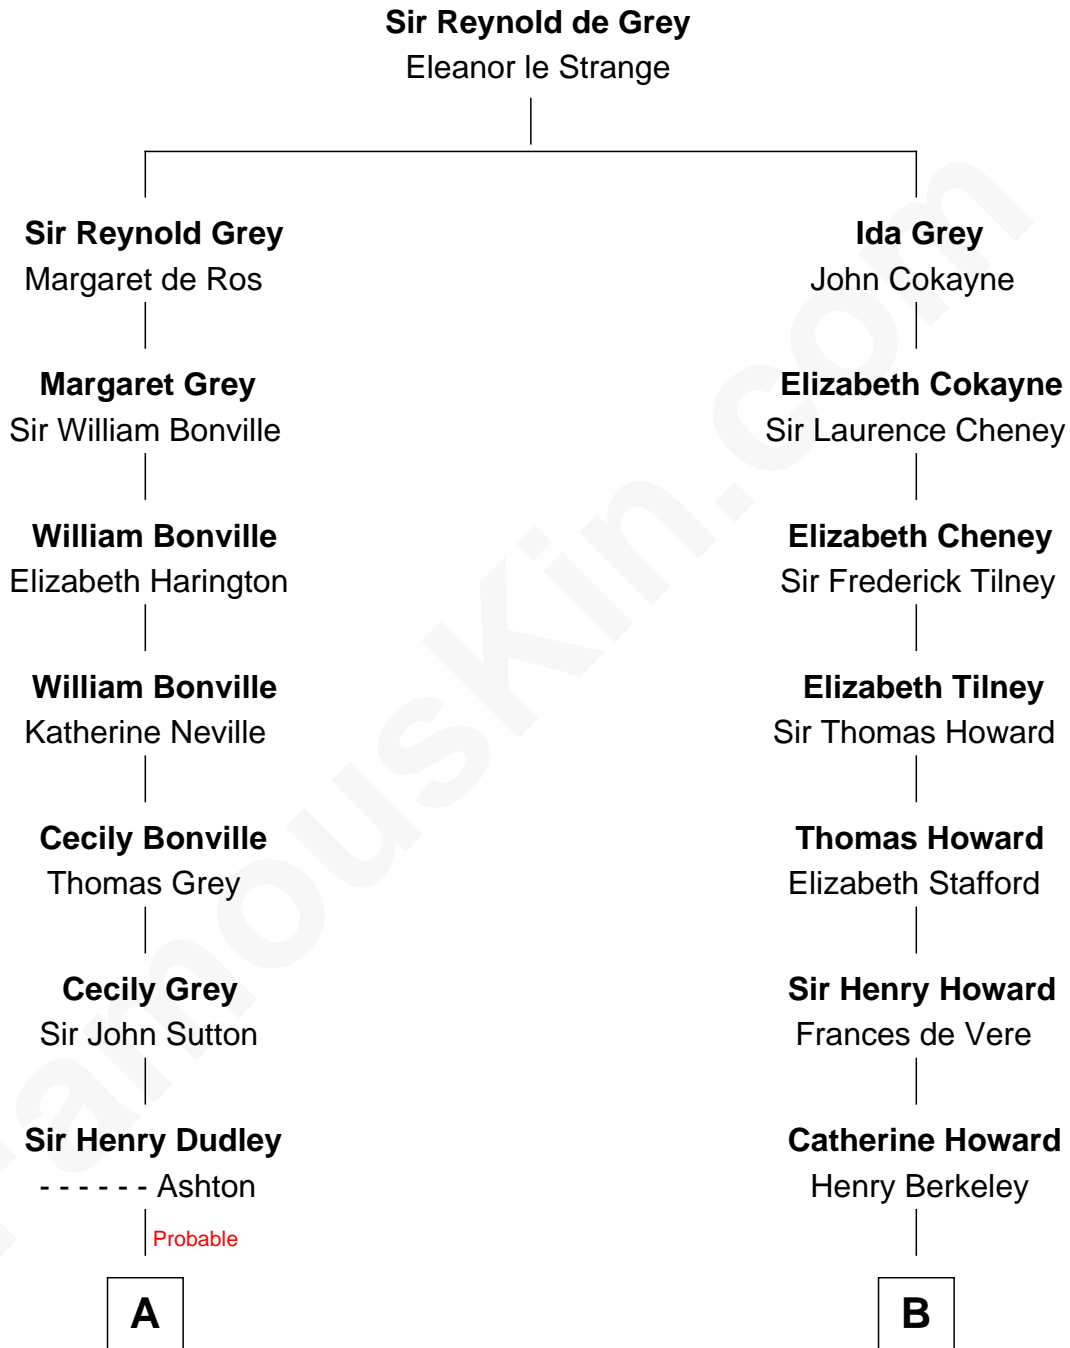 Sir Reynold de Grey
Eleanor le Strange
Sir Reynold Grey
Margaret de Ros
Ida Grey
John Cokayne
Margaret Grey
Sir William Bonville
Elizabeth Cokayne
Sir Laurence Cheney
William Bonville
Elizabeth Harington
Elizabeth Cheney
Sir Frederick Tilney
William Bonville
Katherine Neville
Elizabeth Tilney
Sir Thomas Howard
Cecily Bonville
Thomas Grey
Thomas Howard
Elizabeth Stafford
Cecily Grey
Sir John Sutton
Sir Henry Howard
Frances de Vere
Sir Henry Dudley
- - - - - - Ashton
Catherine Howard
Henry Berkeley
Probable
A
B
FamousKin.com